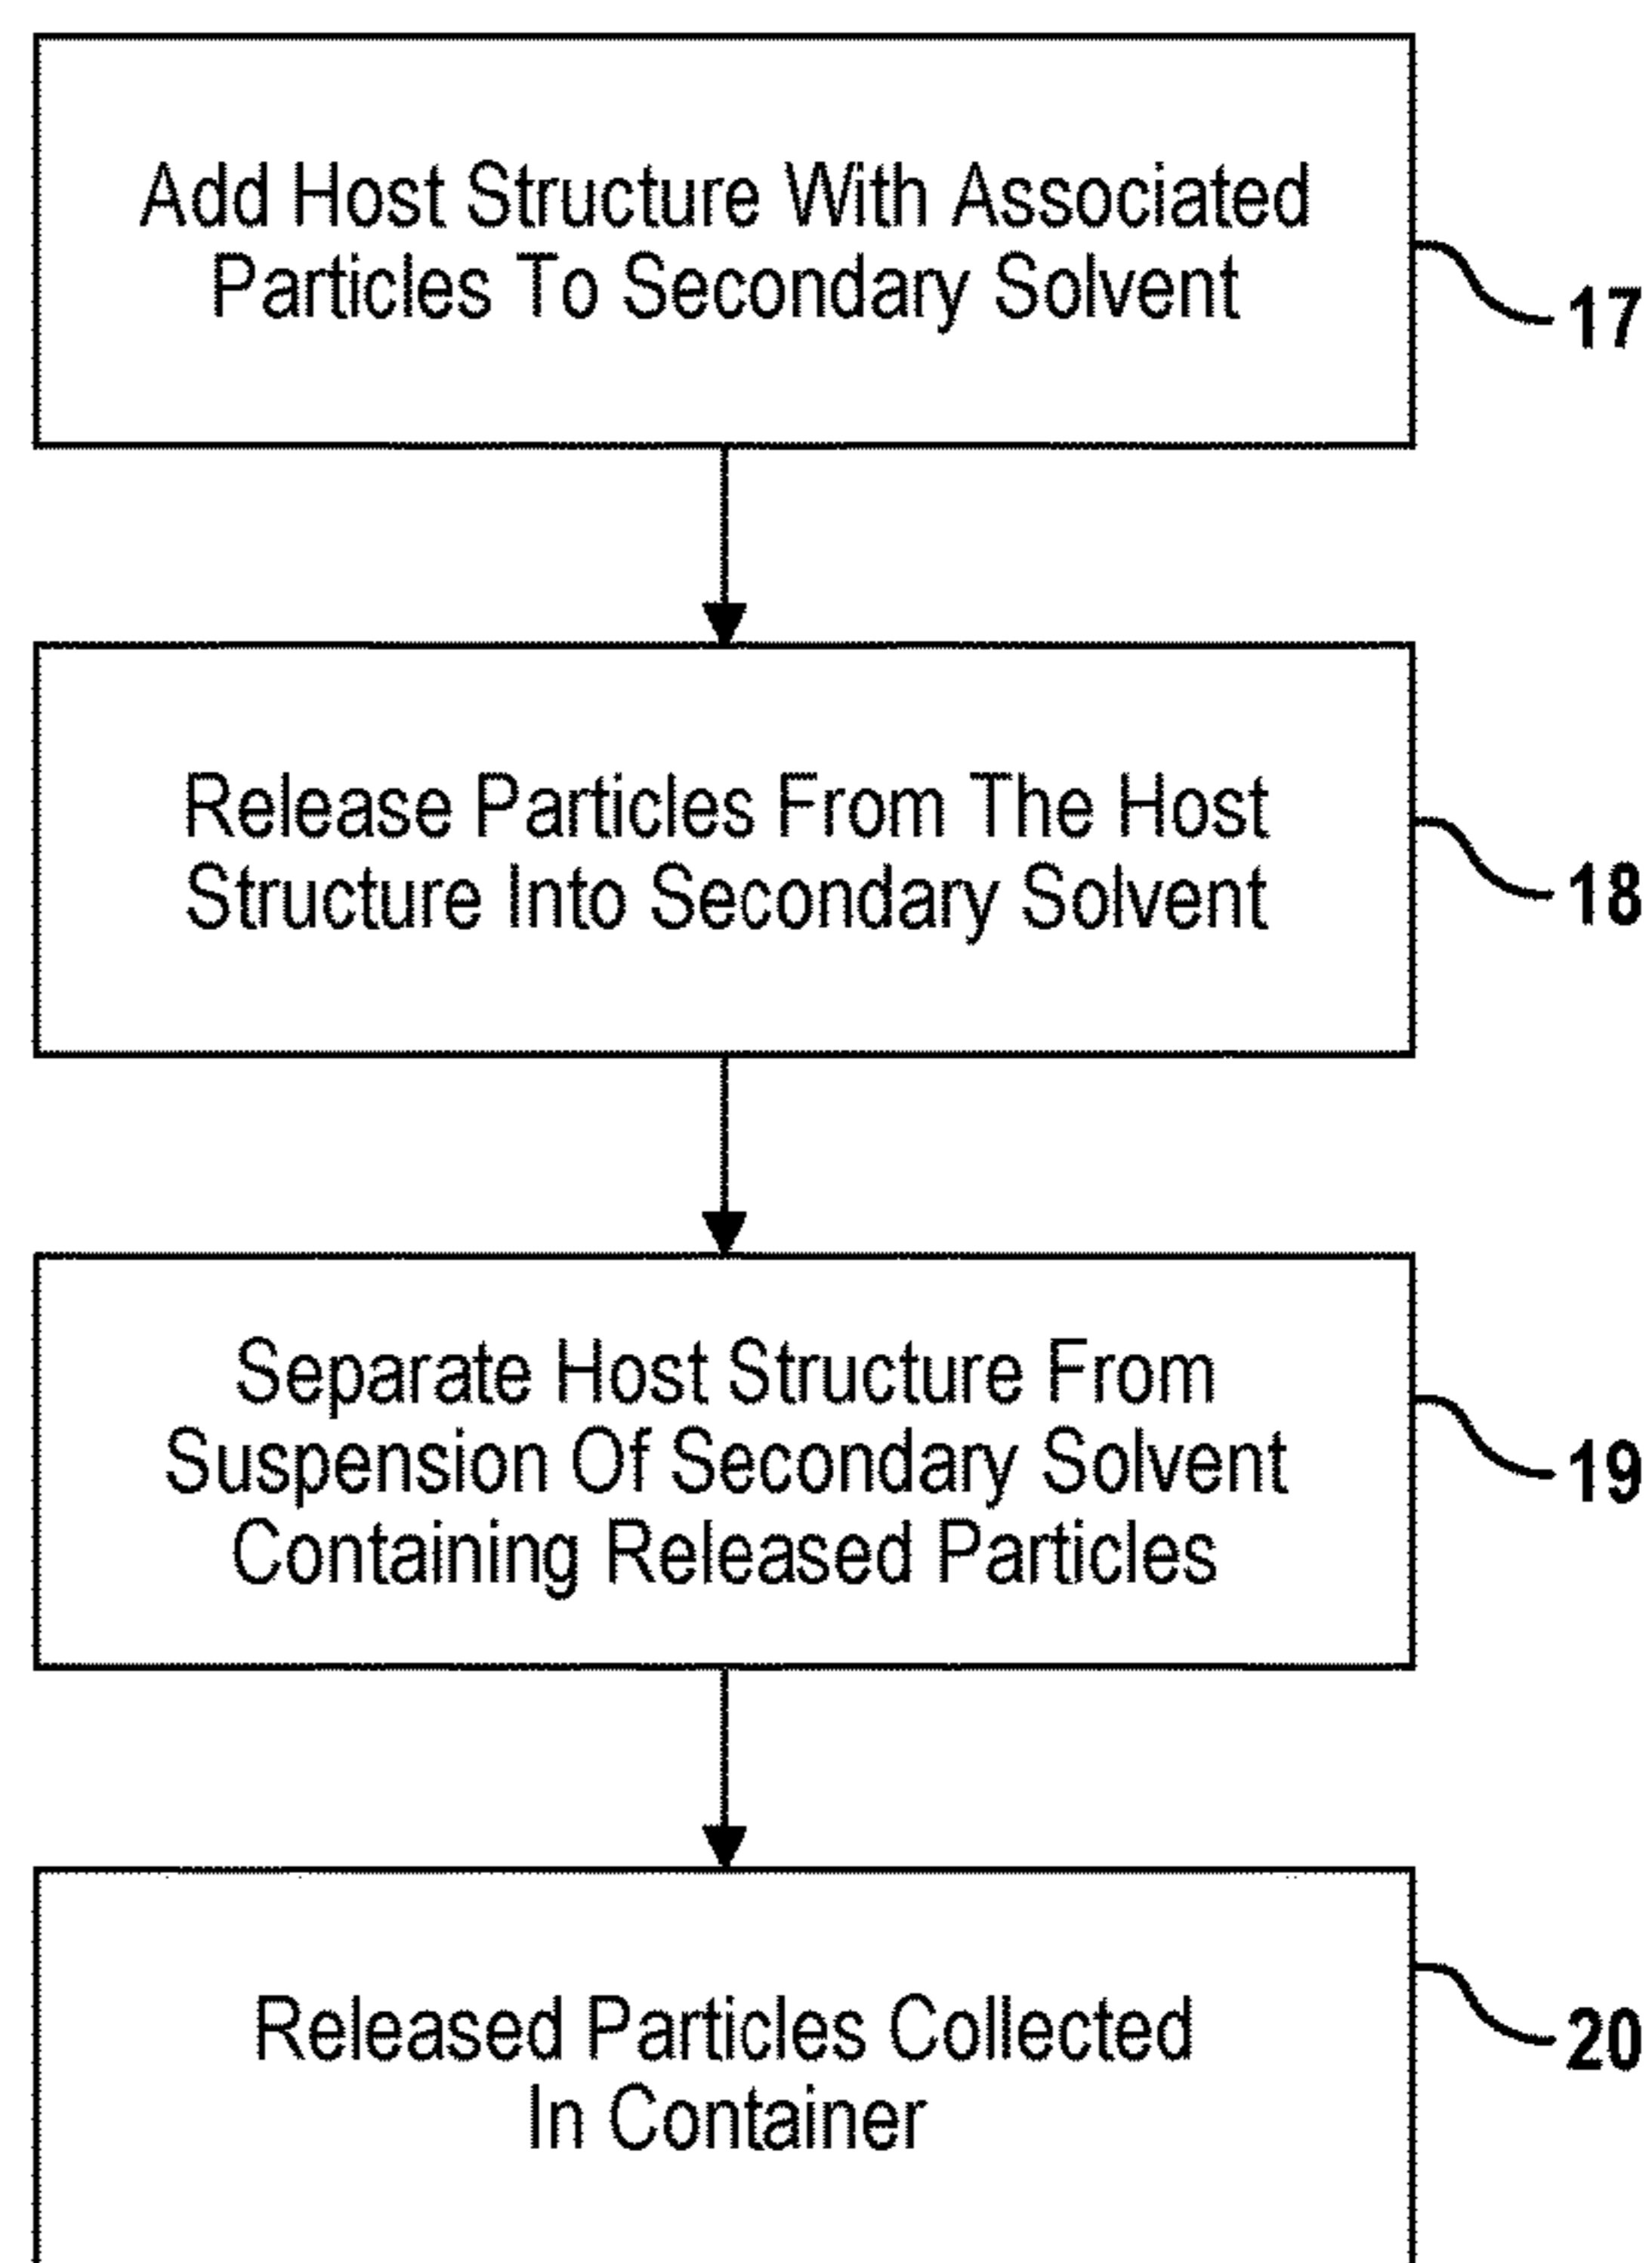 Add Host Structure With Associated
Particles To Secondary Solvent
17
Release Particles From The Host
Structure Into Secondary Solvent
18
Separate Host Structure From
Suspension Of Secondary Solvent
Containing Released Particles
19
Released Particles Collected
In Container
20